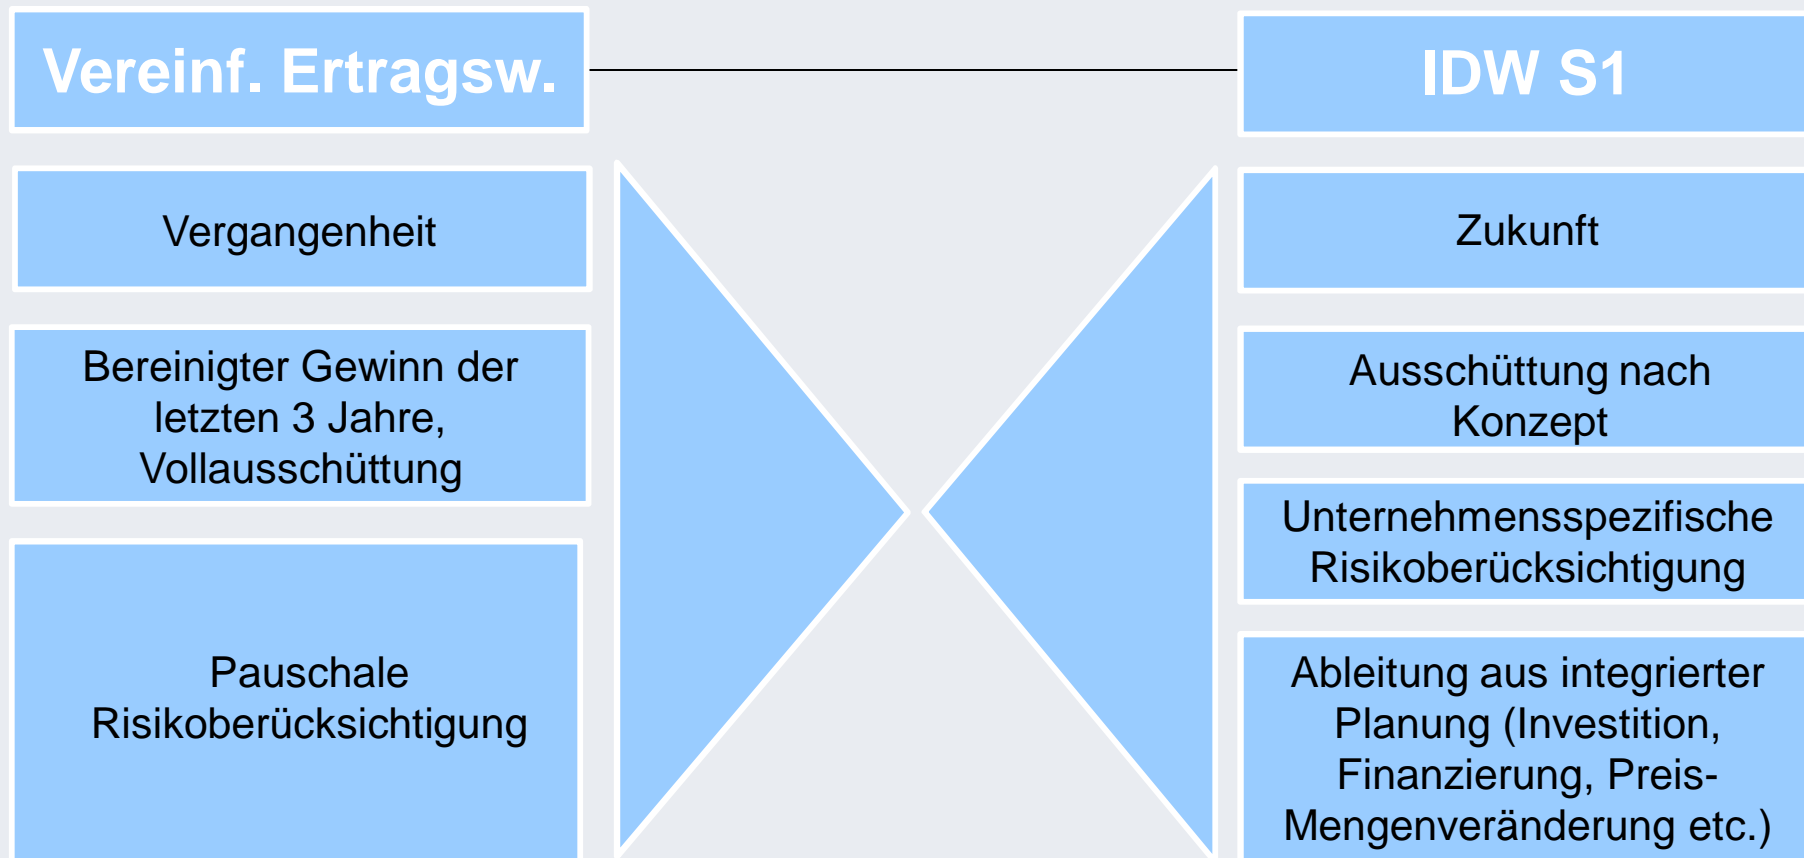 Vereinf. Ertragsw.
IDW S1
Vergangenheit
Zukunft
Bereinigter Gewinn der
letzten 3 Jahre,
Vollausschüttung
Ausschüttung nach
Konzept
Pauschale
Risikoberücksichtigung
Unternehmensspezifische
Risikoberücksichtigung
Ableitung aus integrierter
Planung (Investition,
Finanzierung, Preis-
Mengenveränderung etc.)